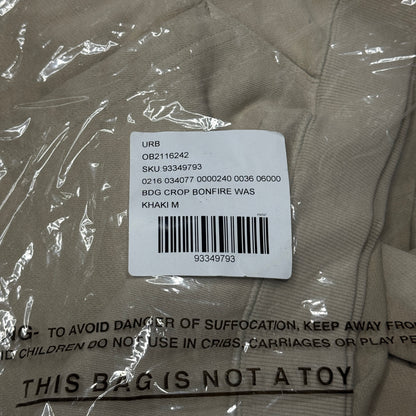 URB
OB2116242
SKU:93349793
0216 034077 0000240 0036 06000
BDG CROP BONFIRE WAS
KHAKI M
93349793
TO AVOID DANGER OF SUFFOCATION, KEEP AWAY FROM
CHILDREN DO NOT USE IN CRIBS, CARRIAGES OR PLAY
THIS BAG IS NOT A TOY